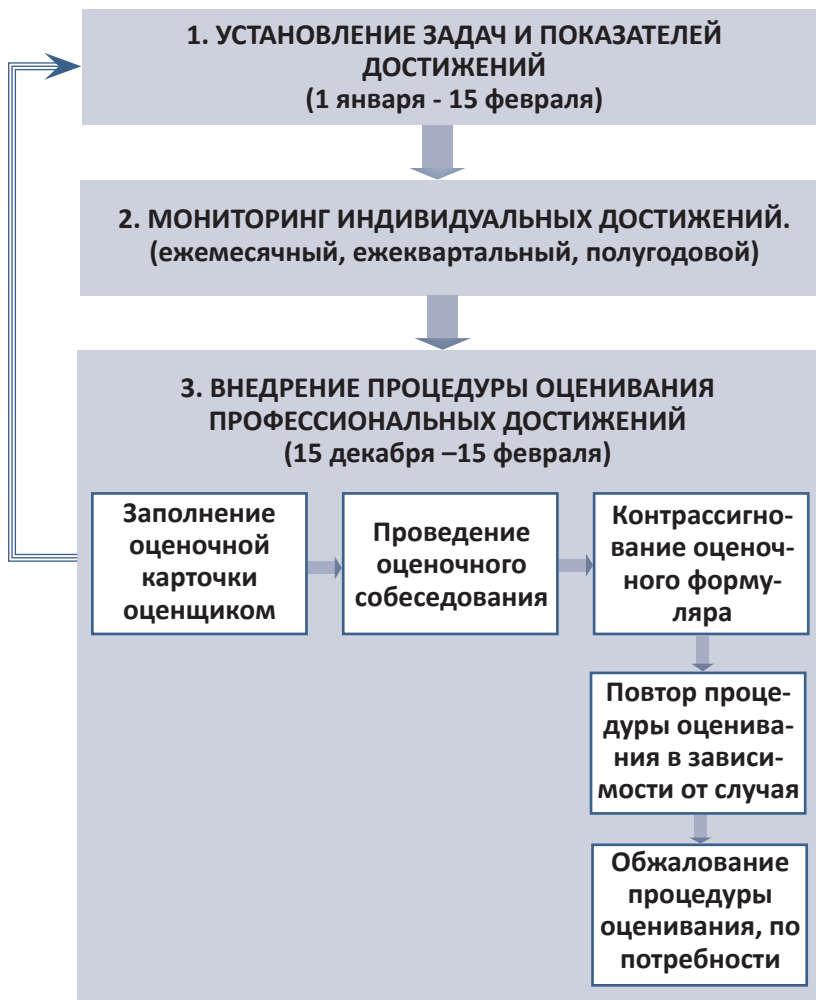 1. УСТАНОВЛЕНИЕ ЗАДАЧ И ПОКАЗАТЕЛЕЙ
ДОСТИЖЕНИЙ
(1 января - 15 февраля)
2. МОНИТОРИНГ ИНДИВИДУАЛЬНЫХ ДОСТИЖЕНИЙ.
(ежемесячный, ежеквартальный, полугодовой)
3. ВНЕДРЕНИЕ ПРОЦЕДУРЫ ОЦЕНИВАНИЯ
ПРОФЕССИОНАЛЬНЫХ ДОСТИЖЕНИЙ
(15 декабря –15 февраля)
Заполнение
оценочной
карточки
оценщиком
Проведение
оценочного
собеседования
Контрассигно-
вание оценоч-
ного форму-
ляра
Повтор проце-
дуры оценива-
ния в зависи-
мости от случая
Обжалование
процедуры
оценивания, по
потребности